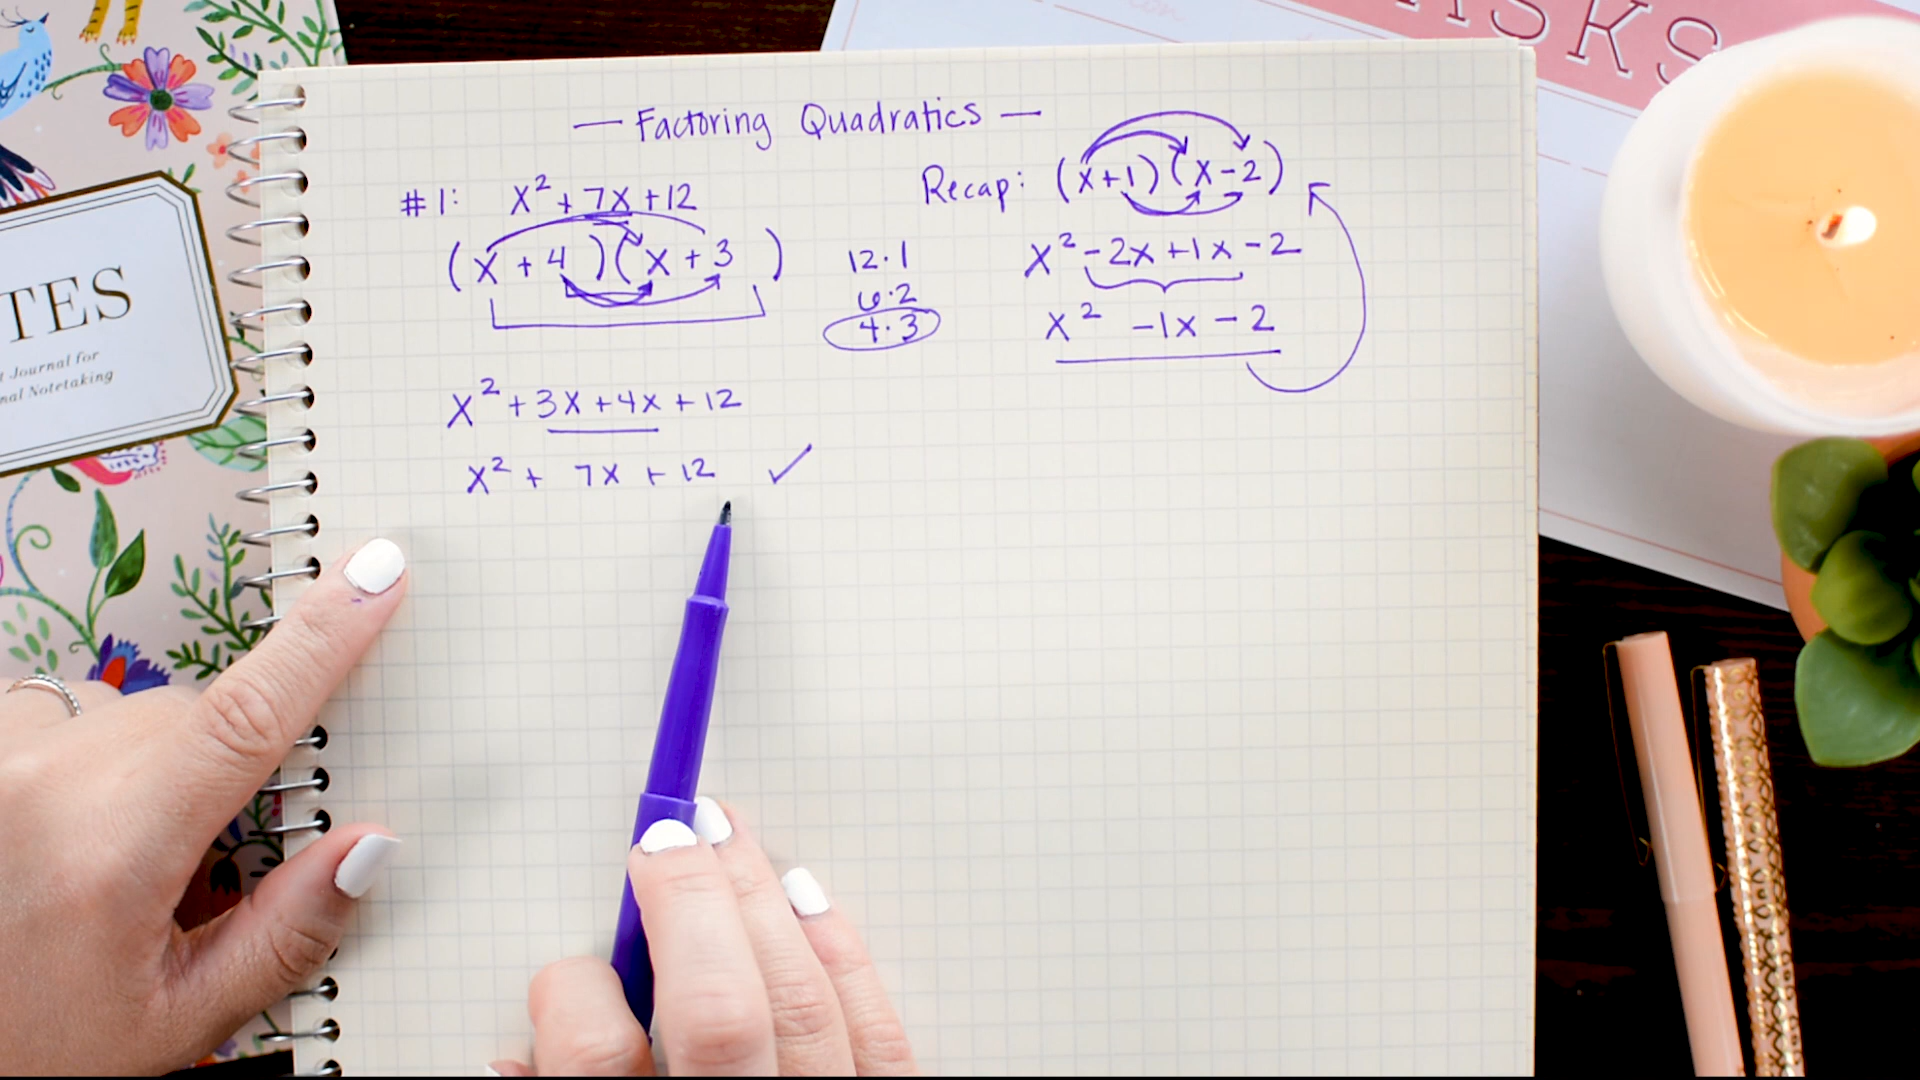 — Factoring Quadratics —
#1: x² + 7x + 12
(x + 4)(x + 3)
12·1
6·2
4·3
x² + 3x + 4x + 12
x² + 7x + 12 ✓
Recap: (x+1)(x-2)
x² - 2x + 1x - 2
x² - 1x - 2
TES
Journal for
Notetaking
SKS